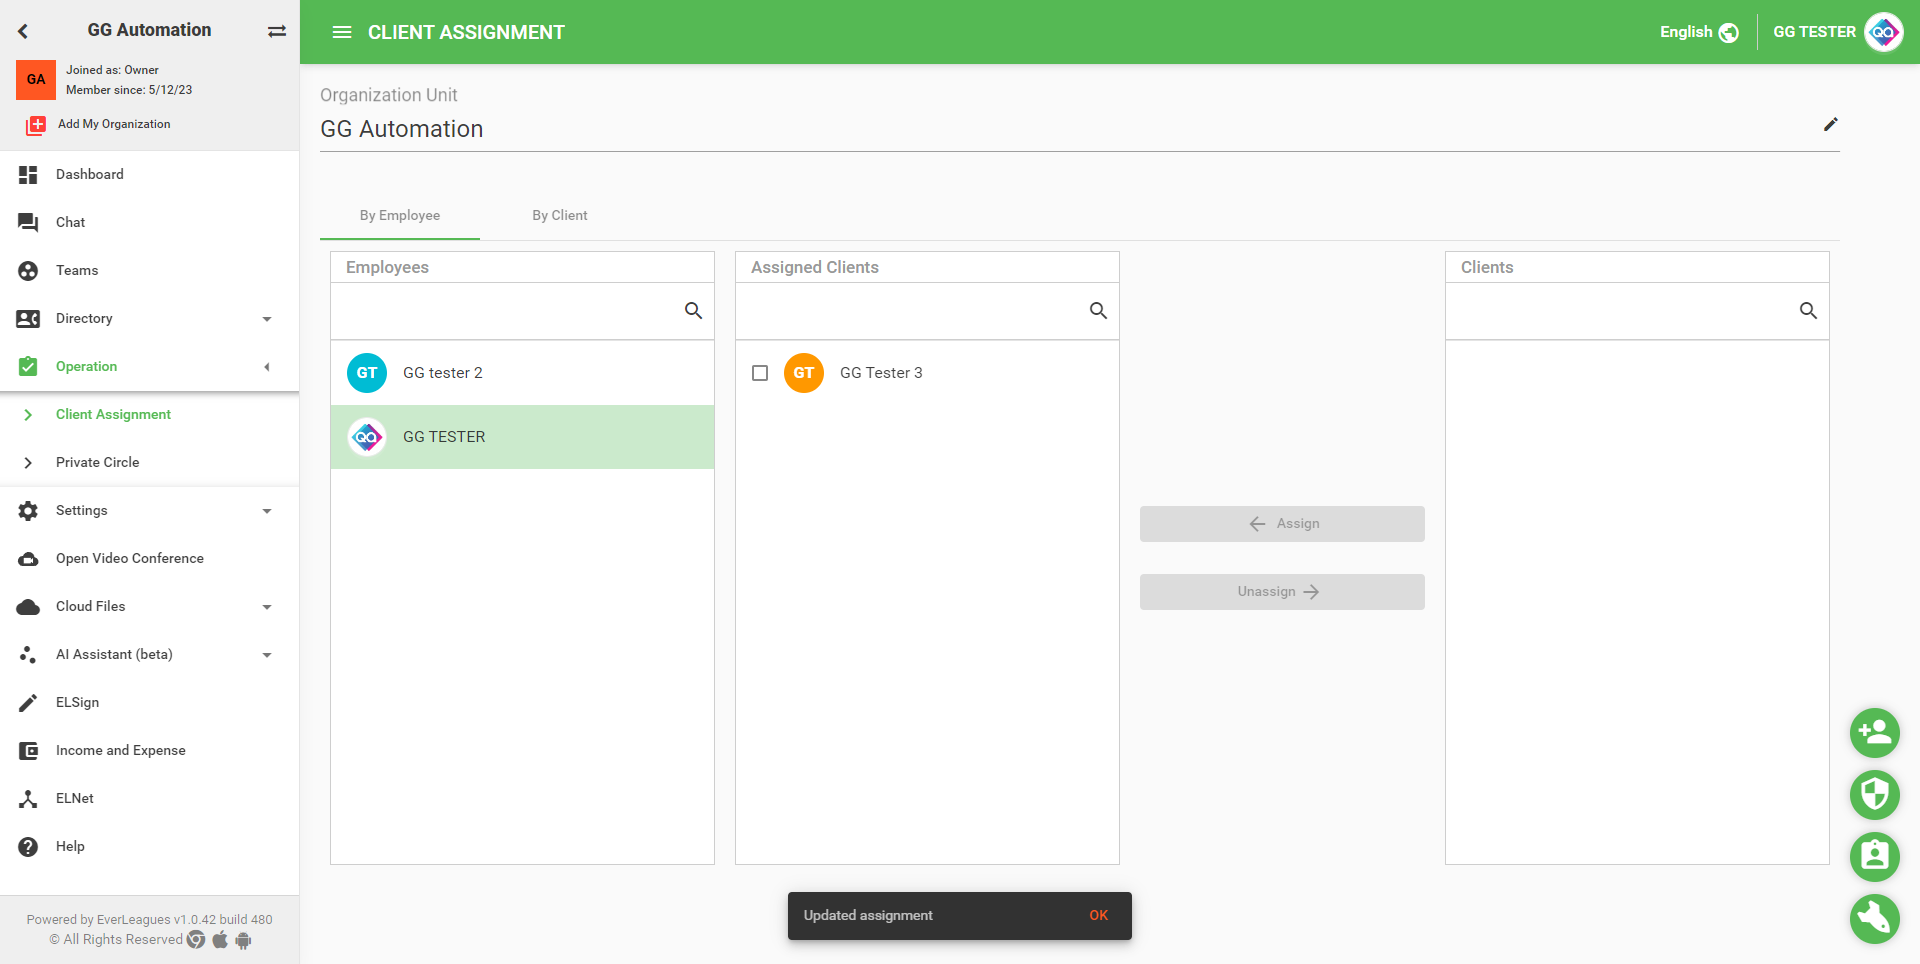 GG Automation
GA
Joined as: Owner
Member since: 5/12/23
Add My Organization
Dashboard
Chat
Teams
Directory
Operation
Client Assignment
Private Circle
Settings
Open Video Conference
Cloud Files
AI Assistant (beta)
ELSign
Income and Expense
ELNet
Help
Powered by EverLeagues v1.0.42 build 480
© All Rights Reserved
CLIENT ASSIGNMENT
English
GG TESTER
QA
Organization Unit
GG Automation
By Employee
By Client
Employees
GT
GG tester 2
QA
GG TESTER
Assigned Clients
GT
GG Tester 3
Assign
Unassign
Clients
Updated assignment
OK